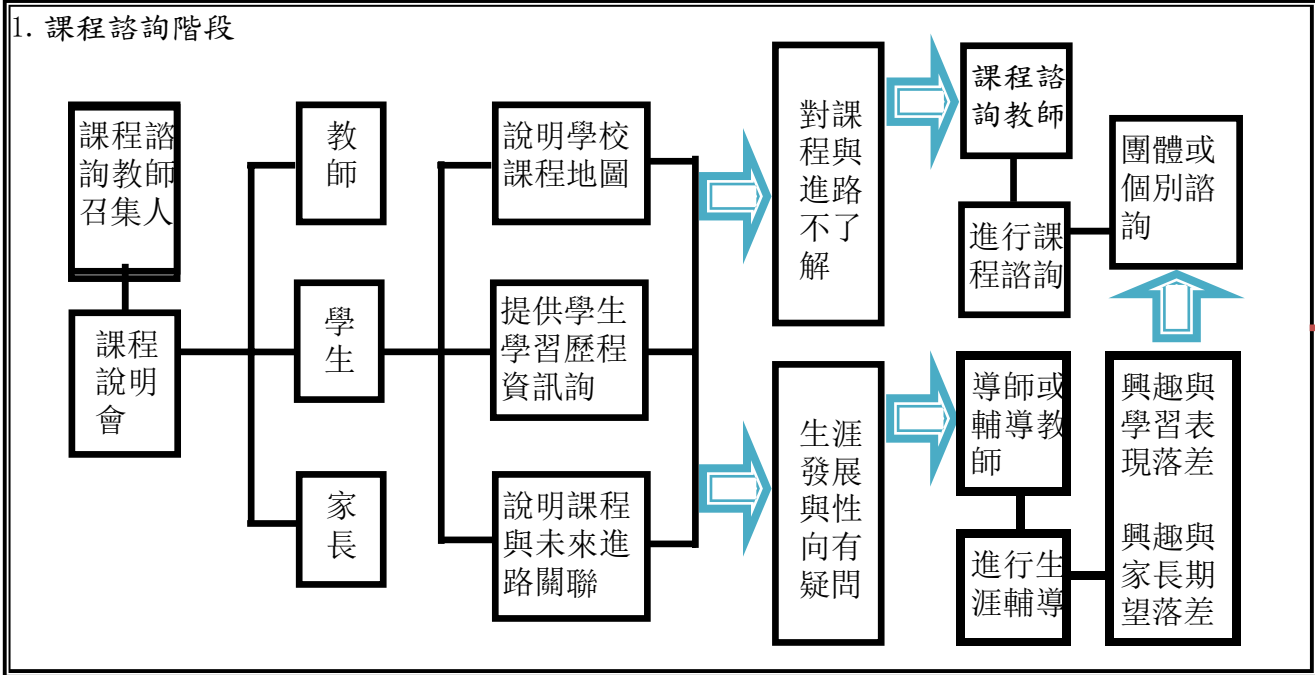 1. 課程諮詢階段
課程諮
詢教師
召集人
課程
說明
會
教
師
學
生
家
長
說明學校
課程地圖
提供學生
學習歷程
資訊詢
說明課程
與未來進
路關聯
對課
程與
進路
不了
解
生涯
發展
與性
向有
疑問
課程諮
詢教師
進行課
程諮詢
團體或
個別諮
詢
導師或
輔導教
師
進行生
涯輔導
興趣與
學習表
現落差
興趣與
家長期
望落差